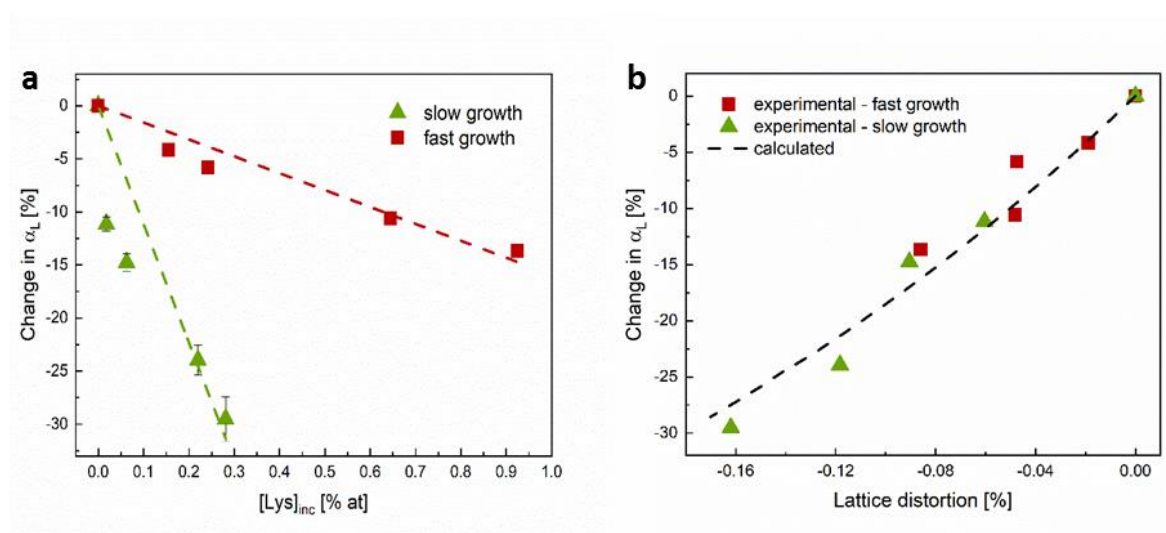 a
slow growth
fast growth
Change in αL [%]
0
-5
-10
-15
-20
-25
-30
0.0 0.1 0.2 0.3 0.4 0.5 0.6 0.7 0.8 0.9 1.0
[Lys]inc [% at]
b
experimental - fast growth
experimental - slow growth
calculated
Change in αL [%]
0
-5
-10
-15
-20
-25
-30
-0.16 -0.12 -0.08 -0.04 0.00
Lattice distortion [%]